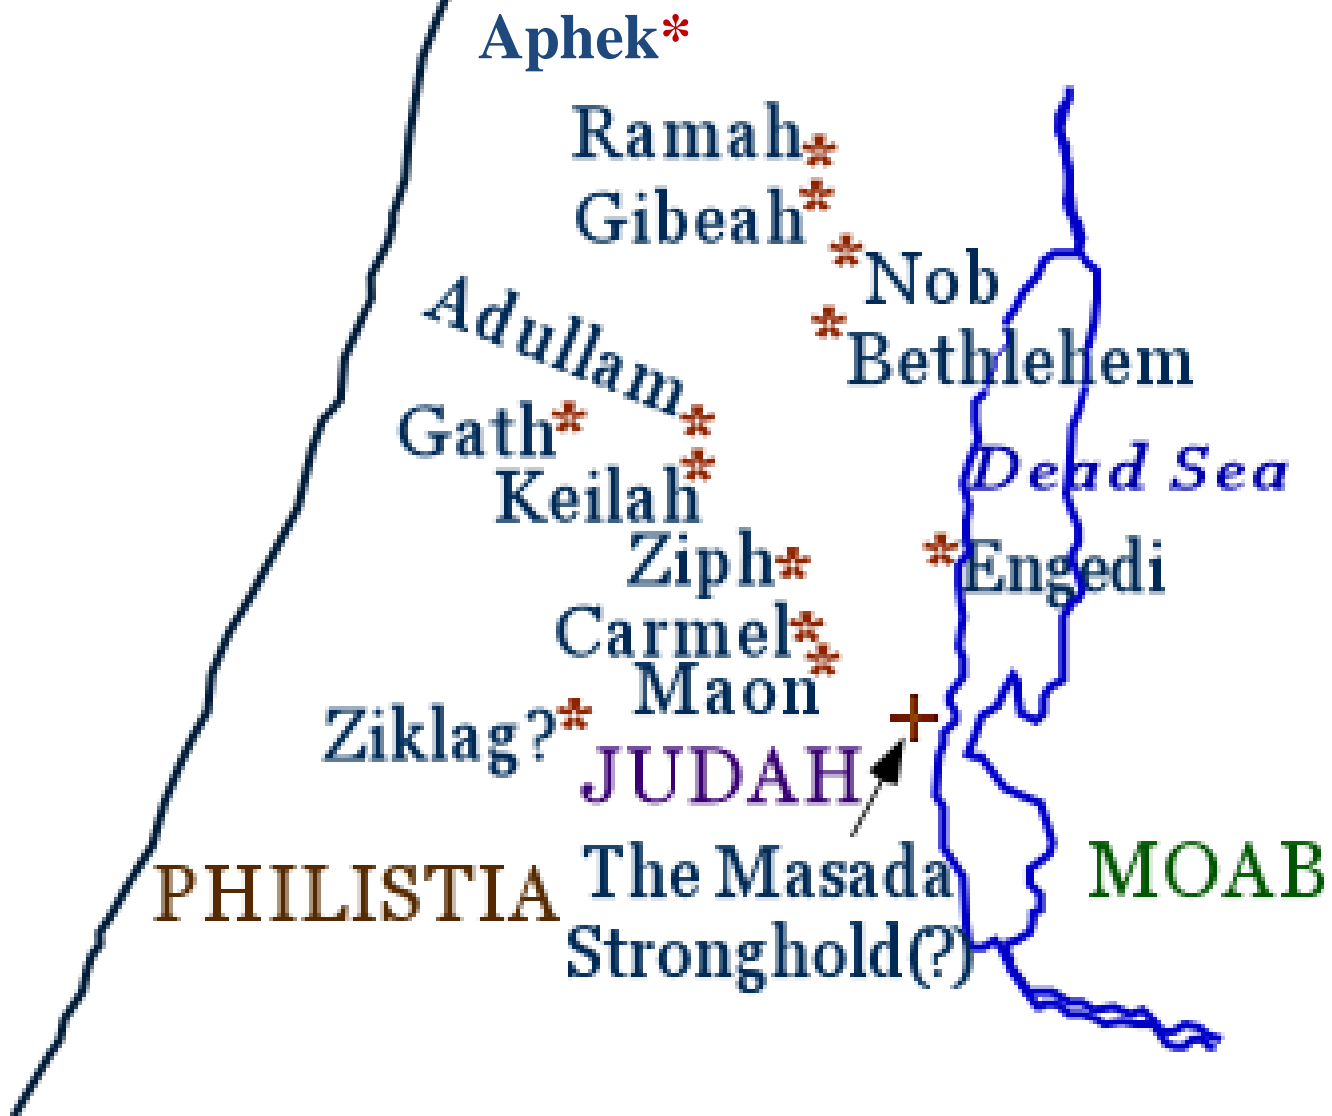 Aphek*
Ramah*
Gibeah*
*Nob
Adullam*
*Bethlehem
Gath*
Dead Sea
Keilah*
Ziph*
*Engedi
Carmel*
Maon*
Ziklag?*
JUDAH
The Masada
Stronghold(?)
PHILISTIA
MOAB